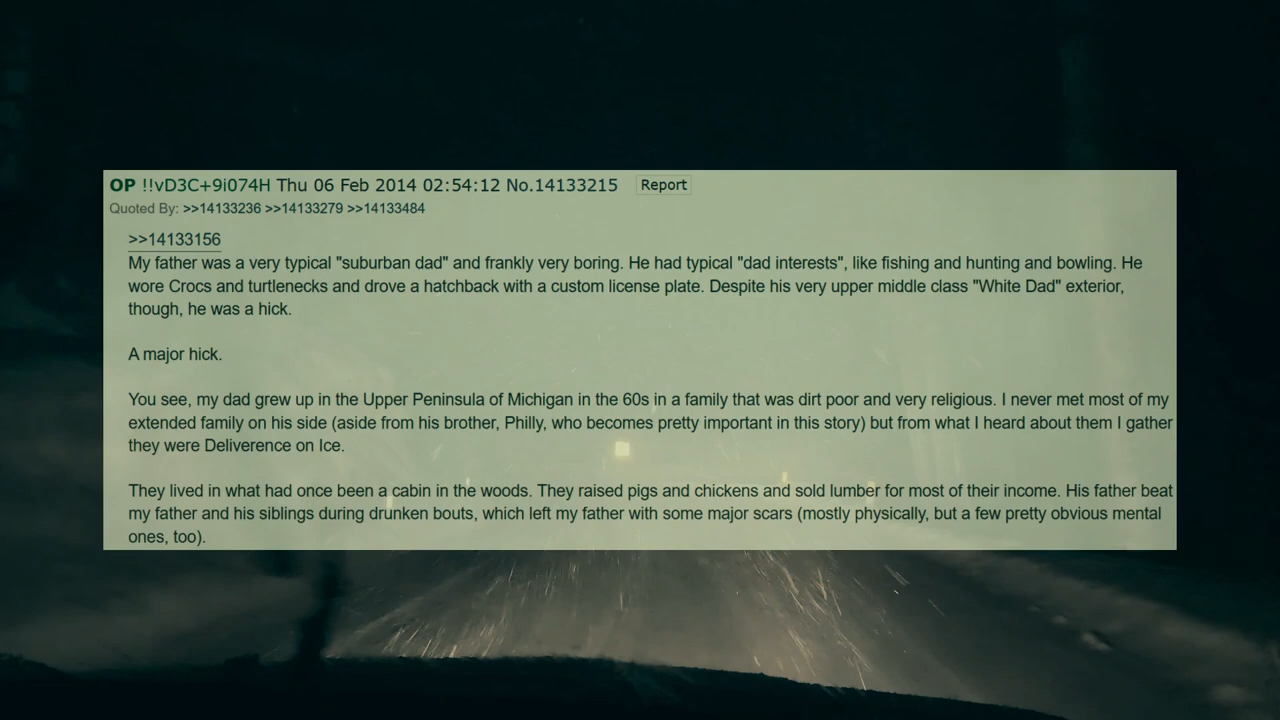 OP !!vD3C+9i074H Thu 06 Feb 2014 02:54:12 No.14133215 Report
Quoted By: >>14133236 >>14133279 >>14133484
>>14133156
My father was a very typical "suburban dad" and frankly very boring. He had typical "dad interests", like fishing and hunting and bowling. He
wore Crocs and turtlenecks and drove a hatchback with a custom license plate. Despite his very upper middle class "White Dad" exterior,
though, he was a hick.
A major hick.
You see, my dad grew up in the Upper Peninsula of Michigan in the 60s in a family that was dirt poor and very religious. I never met most of my
extended family on his side (aside from his brother, Philly, who becomes pretty important in this story) but from what I heard about them I gather
they were Deliverence on Ice.
They lived in what had once been a cabin in the woods. They raised pigs and chickens and sold lumber for most of their income. His father beat
my father and his siblings during drunken bouts, which left my father with some major scars (mostly physically, but a few pretty obvious mental
ones, too).